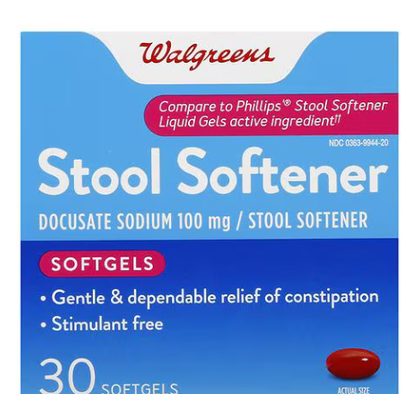 Walgreens
Compare to Phillips'® Stool Softener
Liquid Gels active ingredient††
NDC 0363-9944-20
Stool Softener
DOCUSATE SODIUM 100 mg / STOOL SOFTENER
SOFTGELS
• Gentle & dependable relief of constipation
• Stimulant free
30 SOFTGELS
ACTUAL SIZE